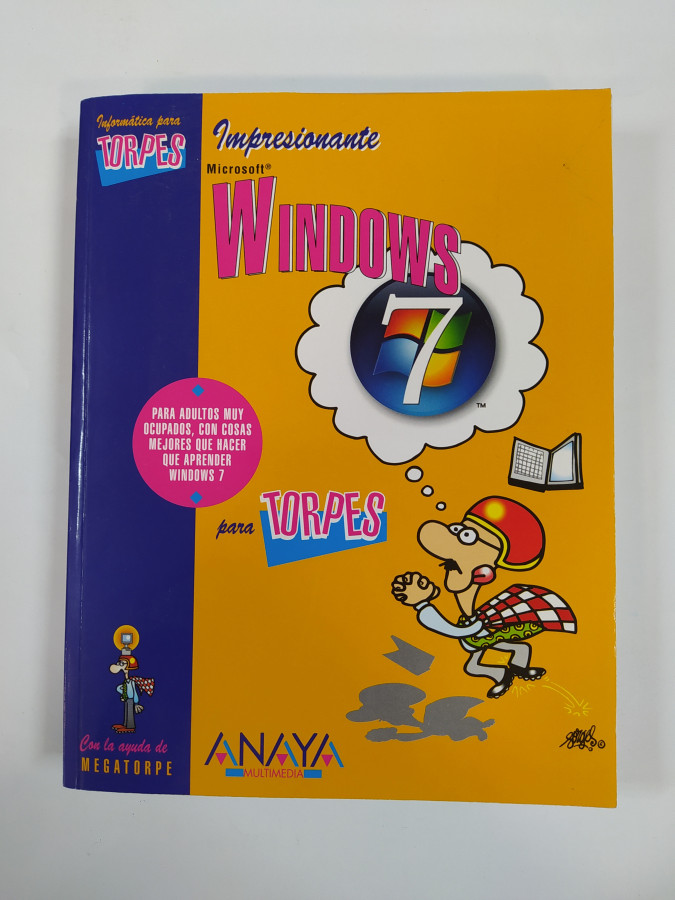 Informática para
TORPES
Impresionante
Microsoft®
WINDOWS
7
TM
PARA ADULTOS MUY
OCUPADOS, CON COSAS
MEJORES QUE HACER
QUE APRENDER
WINDOWS 7
para TORPES
Con la ayuda de
MEGATORPE
ANAYA
MULTIMEDIA
Forges ©